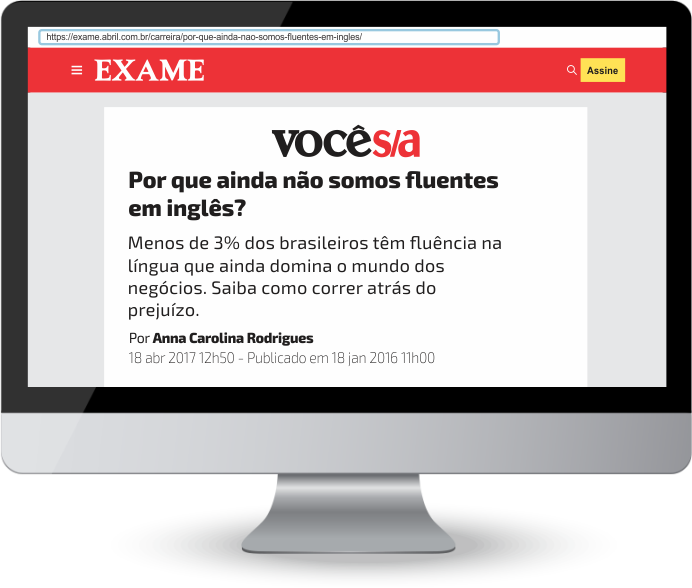 https://exame.abril.com.br/carreira/por-que-ainda-nao-somos-fluentes-em-ingles/
EXAME
Assine
VOCÊ S/A
Por que ainda não somos fluentes
em inglês?
Menos de 3% dos brasileiros têm fluência na
língua que ainda domina o mundo dos
negócios. Saiba como correr atrás do
prejuízo.
Por Anna Carolina Rodrigues
18 abr 2017 12h50 - Publicado em 18 jan 2016 11h00